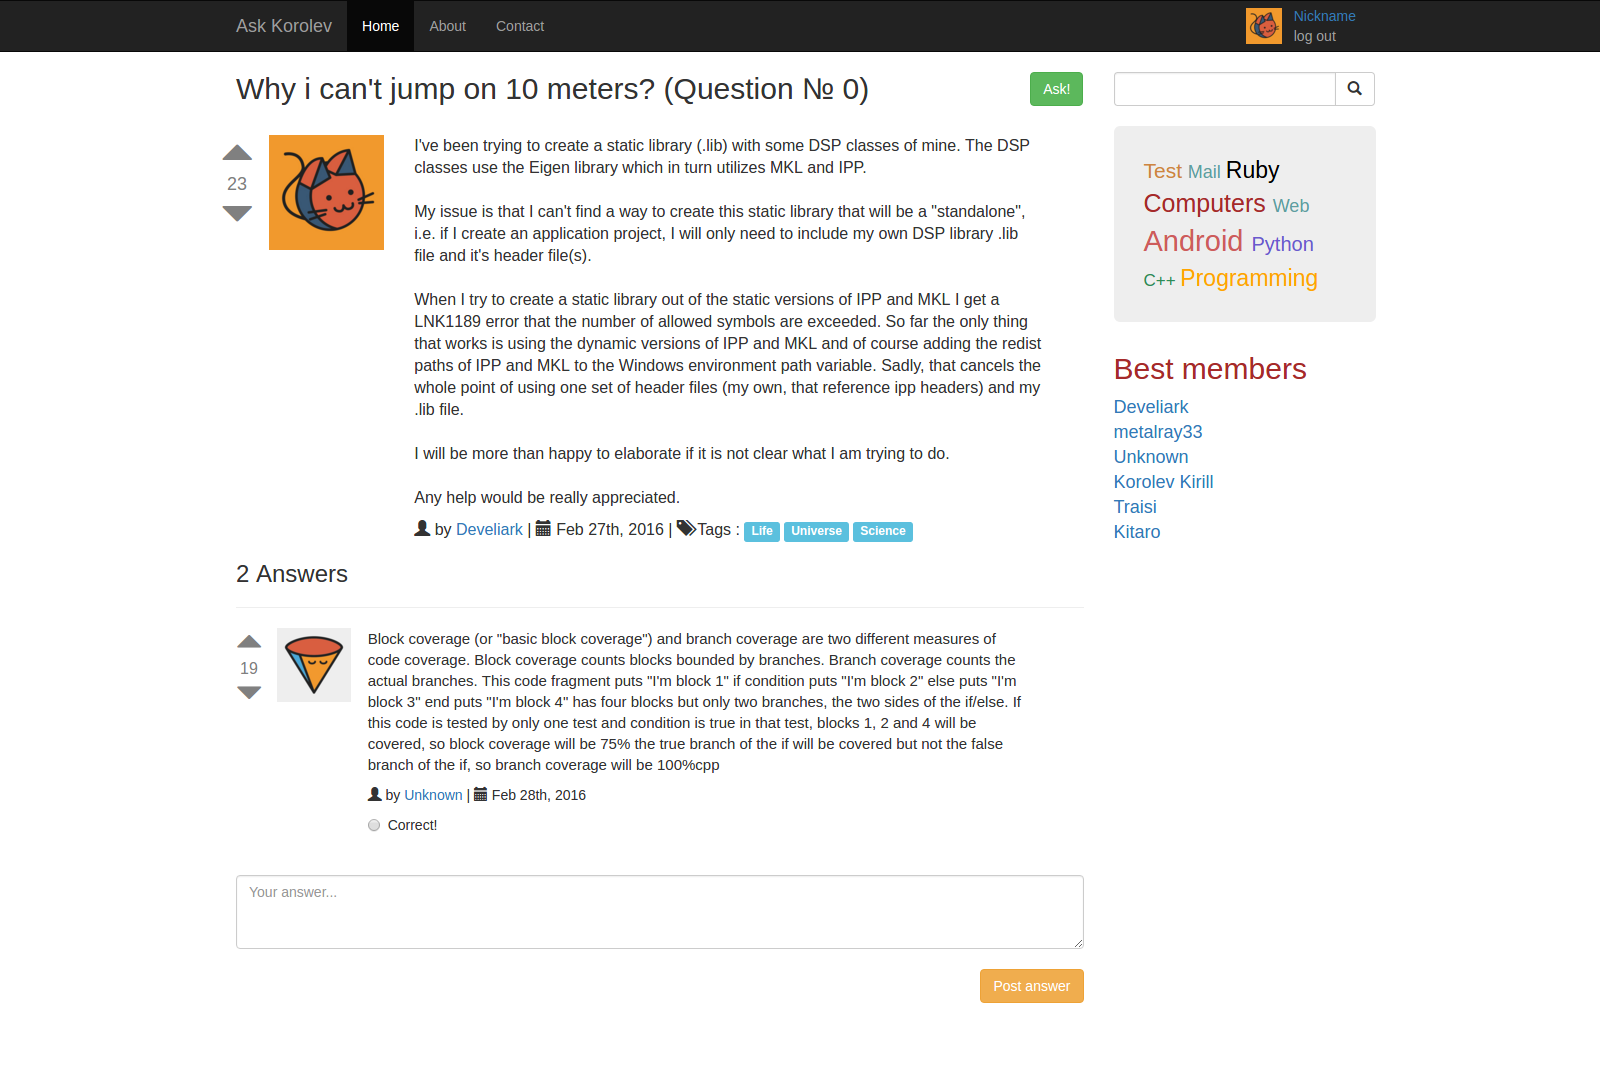 Ask Korolev Home About Contact Nickname
log out
Why i can't jump on 10 meters? (Question № 0) Ask!
23
I've been trying to create a static library (.lib) with some DSP classes of mine. The DSP
classes use the Eigen library which in turn utilizes MKL and IPP.
My issue is that I can't find a way to create this static library that will be a "standalone",
i.e. if I create an application project, I will only need to include my own DSP library .lib
file and it's header file(s).
When I try to create a static library out of the static versions of IPP and MKL I get a
LNK1189 error that the number of allowed symbols are exceeded. So far the only thing
that works is using the dynamic versions of IPP and MKL and of course adding the redist
paths of IPP and MKL to the Windows environment path variable. Sadly, that cancels the
whole point of using one set of header files (my own, that reference ipp headers) and my
.lib file.
I will be more than happy to elaborate if it is not clear what I am trying to do.
Any help would be really appreciated.
by Develiark | Feb 27th, 2016 | Tags : Life Universe Science
2 Answers
19
Block coverage (or "basic block coverage") and branch coverage are two different measures of
code coverage. Block coverage counts blocks bounded by branches. Branch coverage counts the
actual branches. This code fragment puts "I'm block 1" if condition puts "I'm block 2" else puts "I'm
block 3" end puts "I'm block 4" has four blocks but only two branches, the two sides of the if/else. If
this code is tested by only one test and condition is true in that test, blocks 1, 2 and 4 will be
covered, so block coverage will be 75% the true branch of the if will be covered but not the false
branch of the if, so branch coverage will be 100%cpp
by Unknown | Feb 28th, 2016
Correct!
Your answer...
Post answer
Test Mail Ruby
Computers Web
Android Python
C++ Programming
Best members
Develiark
metalray33
Unknown
Korolev Kirill
Traisi
Kitaro